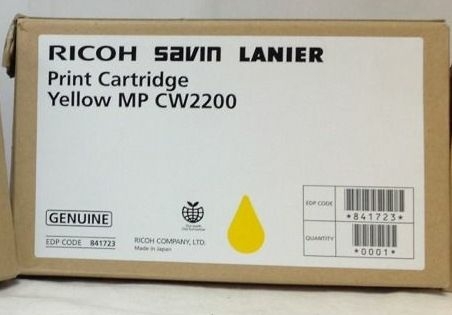 RICOH savin LANIER
Print Cartridge
Yellow MP CW2200
GENUINE
EDP CODE 841723
RICOH COMPANY, LTD.
Made in Japan
EDP CODE
*841723*
QUANTITY
*0001*